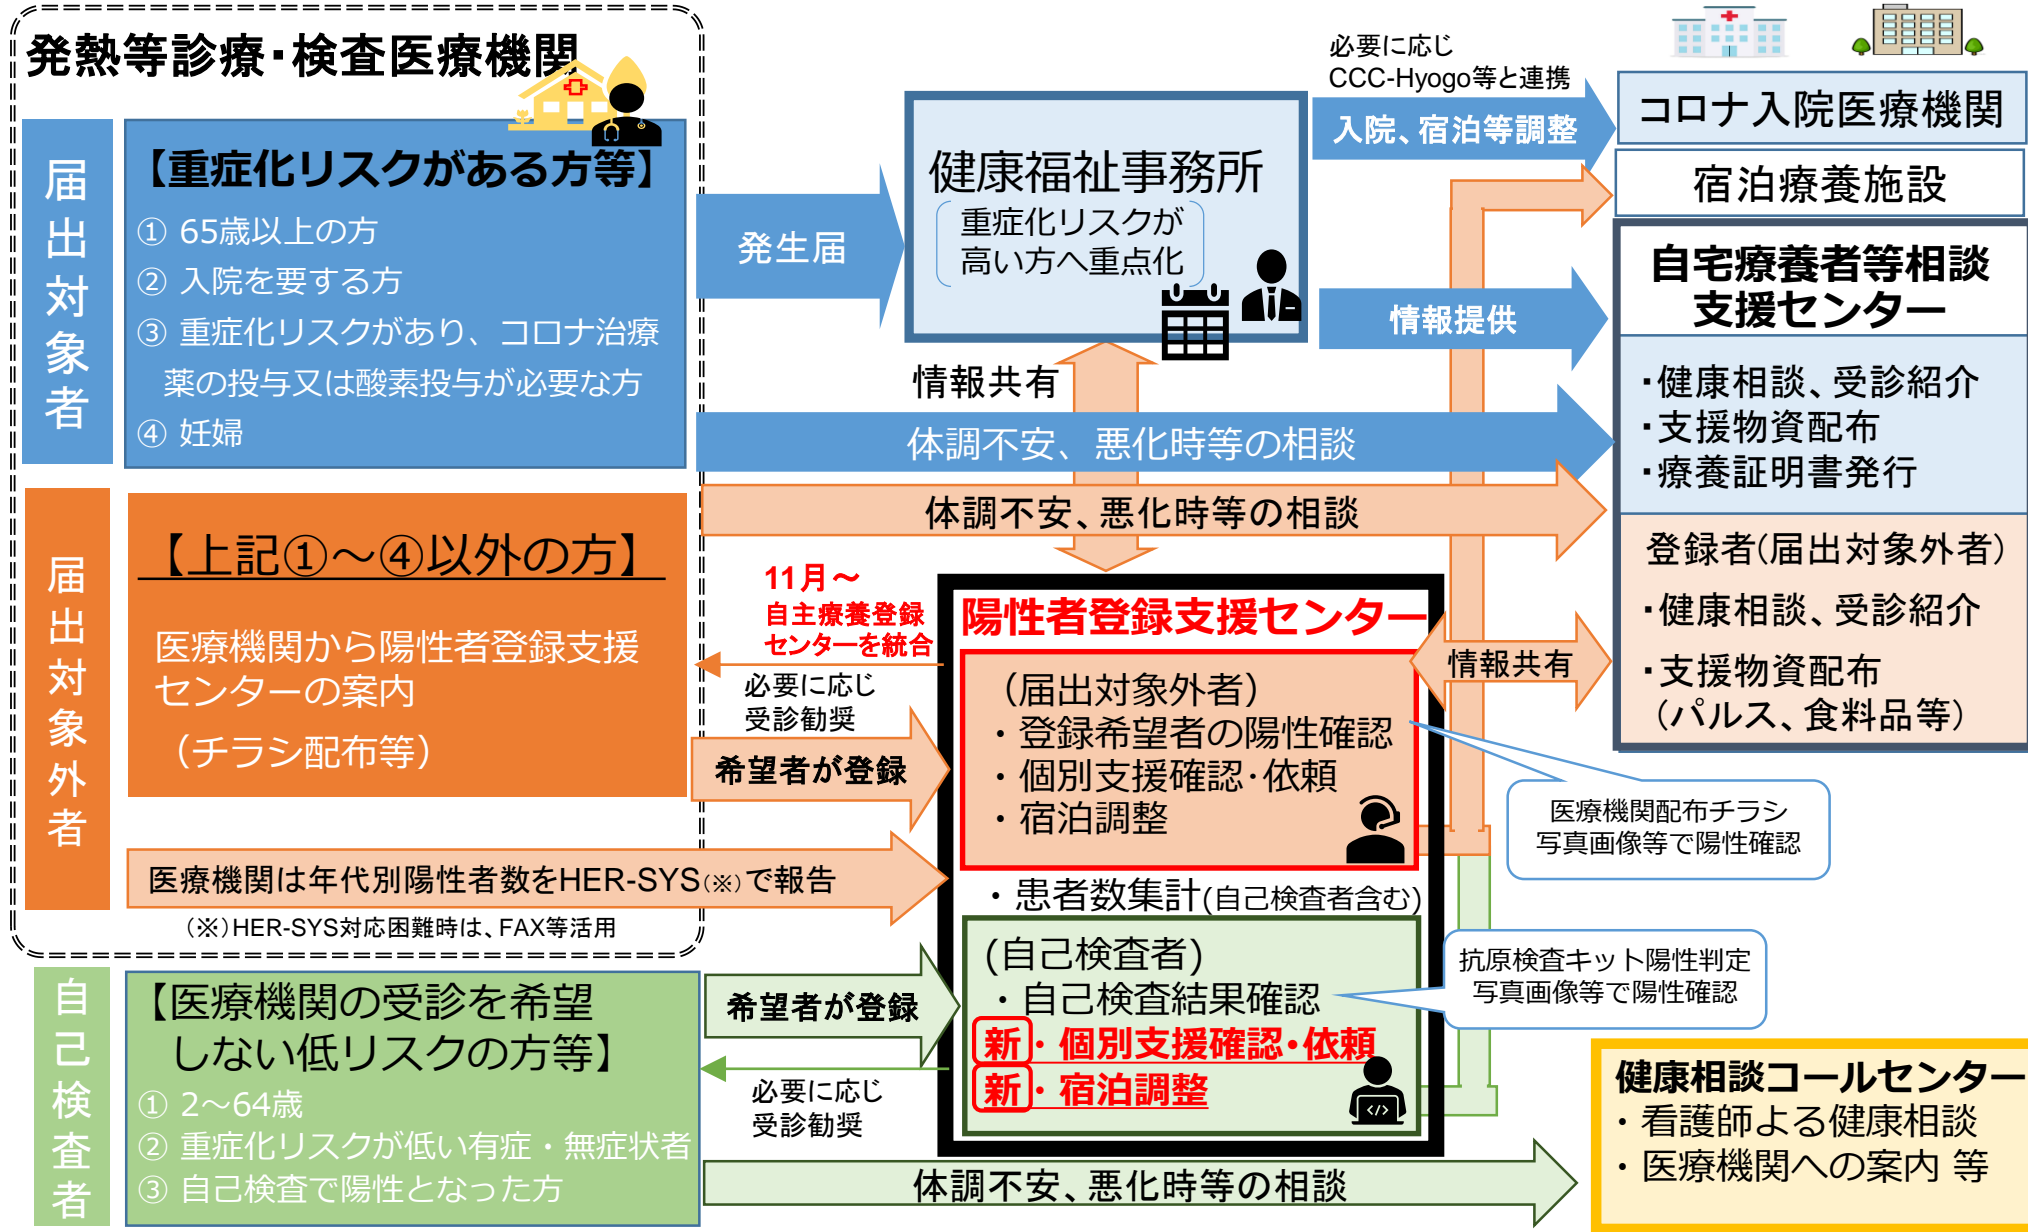 発熱等診療・検査医療機関
届出対象者
【重症化リスクがある方等】
① 65歳以上の方
② 入院を要する方
③ 重症化リスクがあり、コロナ治療
薬の投与又は酸素投与が必要な方
④ 妊婦
発生届
健康福祉事務所
重症化リスクが
高い方へ重点化
必要に応じ
CCC-Hyogo等と連携
入院、宿泊等調整
コロナ入院医療機関
宿泊療養施設
情報提供
自宅療養者等相談
支援センター
・健康相談、受診紹介
・支援物資配布
・療養証明書発行
登録者(届出対象外者)
・健康相談、受診紹介
・支援物資配布
(パルス、食料品等)
情報共有
体調不安、悪化時等の相談
体調不安、悪化時等の相談
届出対象外者
【上記①～④以外の方】
医療機関から陽性者登録支援
センターの案内
（チラシ配布等）
11月～
自主療養登録
センターを統合
必要に応じ
受診勧奨
希望者が登録
医療機関は年代別陽性者数をHER-SYS(※)で報告
(※)HER-SYS対応困難時は、FAX等活用
陽性者登録支援センター
（届出対象外者）
・登録希望者の陽性確認
・個別支援確認・依頼
・宿泊調整
・患者数集計(自己検査者含む)
(自己検査者)
・自己検査結果確認
新・個別支援確認・依頼
新・宿泊調整
情報共有
医療機関配布チラシ
写真画像等で陽性確認
抗原検査キット陽性判定
写真画像等で陽性確認
自己検査者
【医療機関の受診を希望
しない低リスクの方等】
① 2～64歳
② 重症化リスクが低い有症・無症状者
③ 自己検査で陽性となった方
希望者が登録
必要に応じ
受診勧奨
体調不安、悪化時等の相談
健康相談コールセンター
・看護師よる健康相談
・医療機関への案内 等